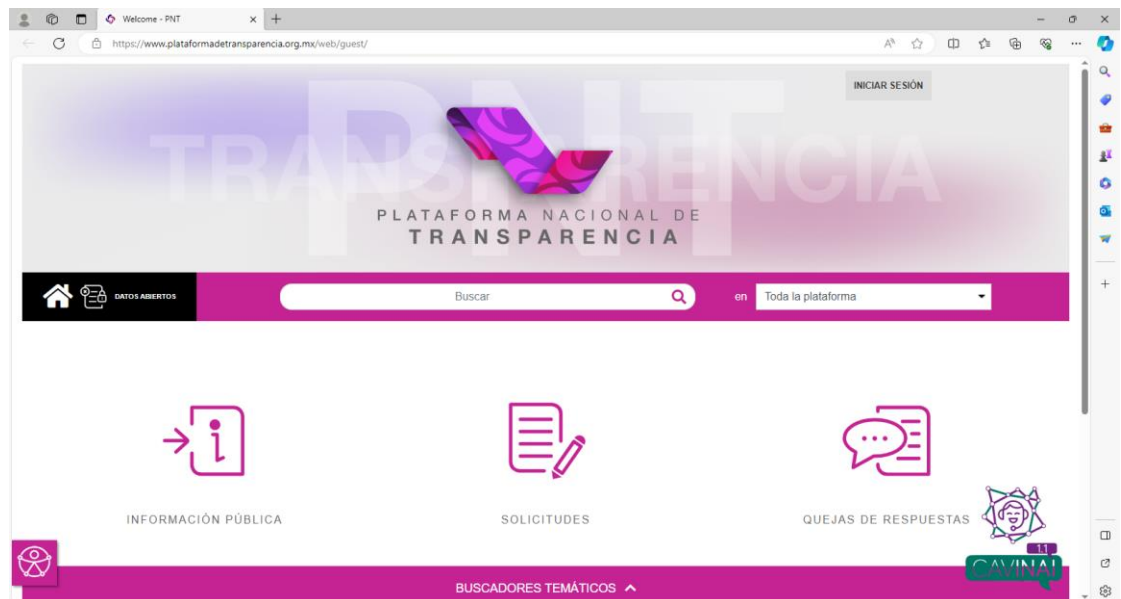 Welcome - PNT
https://www.plataformadetransparencia.org.mx/web/guest/
INICIAR SESIÓN
PNT
TRANSPARENCIA
PLATAFORMA NACIONAL DE
TRANSPARENCIA
DATOS ABIERTOS
Buscar
en
Toda la plataforma
INFORMACIÓN PÚBLICA
SOLICITUDES
QUEJAS DE RESPUESTAS
1.1
CAVINAI
BUSCADORES TEMÁTICOS